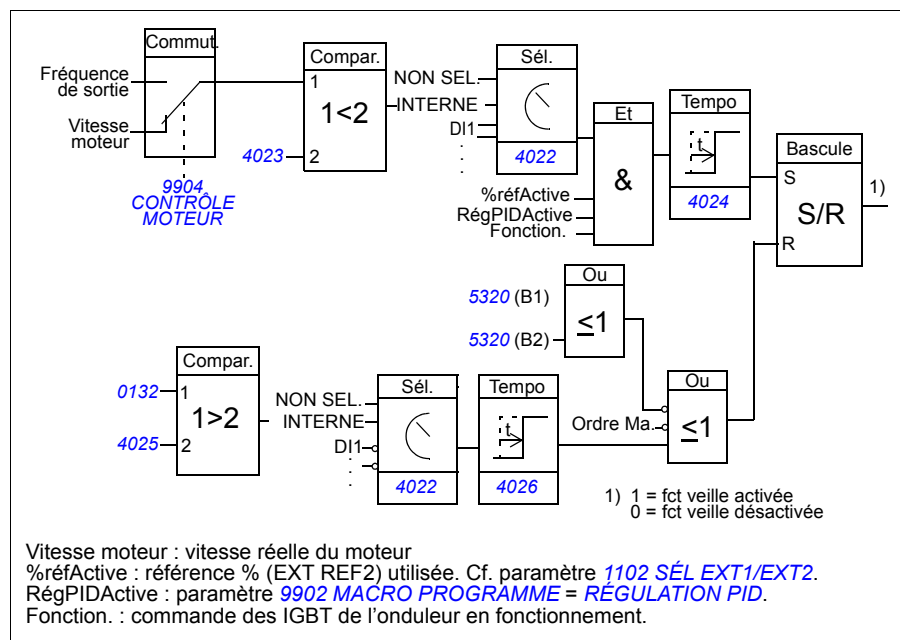 Commut.
Fréquence
de sortie
Vitesse
moteur
9904
CONTRÔLE
MOTEUR
Compar.
1
1<2
4023
2
NON SEL.
INTERNE
DI1
.
.
.
Sél.
4022
%réfActive
RégPIDActive
Fonction.
Et
&
Tempo
t
4024
Bascule
S
S/R
R
1)
5320 (B1)
5320 (B2)
Ou
≤1
Compar.
0132
1
1>2
4025
2
NON SEL.
INTERNE
DI1
.
.
.
Sél.
4022
Tempo
t
4026
Ordre Ma.
Ou
≤1
1) 1 = fct veille activée
0 = fct veille désactivée
Vitesse moteur : vitesse réelle du moteur
%réfActive : référence % (EXT REF2) utilisée. Cf. paramètre 1102 SÉL EXT1/EXT2.
RégPIDActive : paramètre 9902 MACRO PROGRAMME = RÉGULATION PID.
Fonction. : commande des IGBT de l’onduleur en fonctionnement.